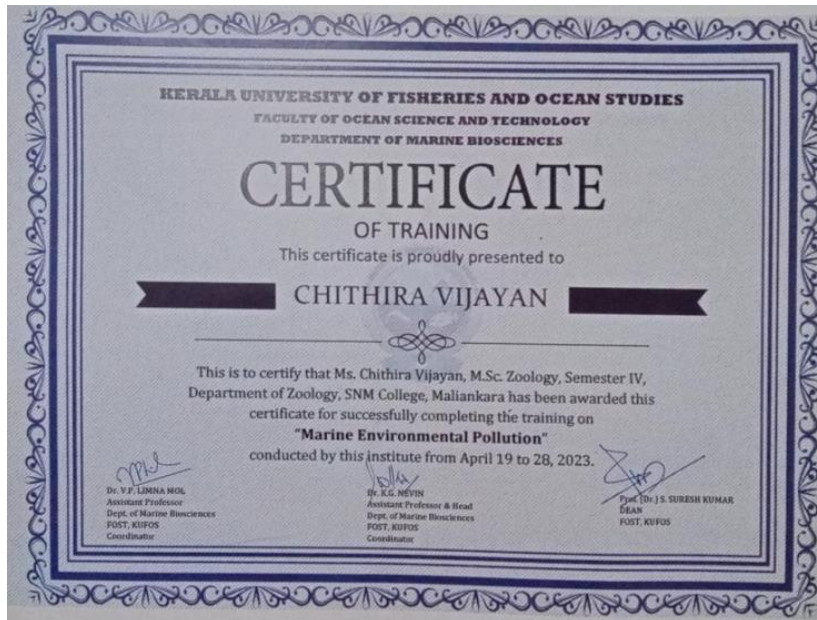 KERALA UNIVERSITY OF FISHERIES AND OCEAN STUDIES
FACULTY OF OCEAN SCIENCE AND TECHNOLOGY
DEPARTMENT OF MARINE BIOSCIENCES
CERTIFICATE
OF TRAINING
This certificate is proudly presented to
CHITHIRA VIJAYAN
This is to certify that Ms. Chithira Vijayan, M.Sc. Zoology, Semester IV,
Department of Zoology, SNM College, Maliankara has been awarded this
certificate for successfully completing the training on
"Marine Environmental Pollution"
conducted by this institute from April 19 to 28, 2023.
Dr. V.P. LIMNA MOL
Assistant Professor
Dept. of Marine Biosciences
FOST, KUFOS
Coordinator
Dr. K.G. NEVIN
Assistant Professor & Head
Dept. of Marine Biosciences
FOST, KUFOS
Coordinator
Prof. (Dr.) S. SURESH KUMAR
DEAN
FOST, KUFOS